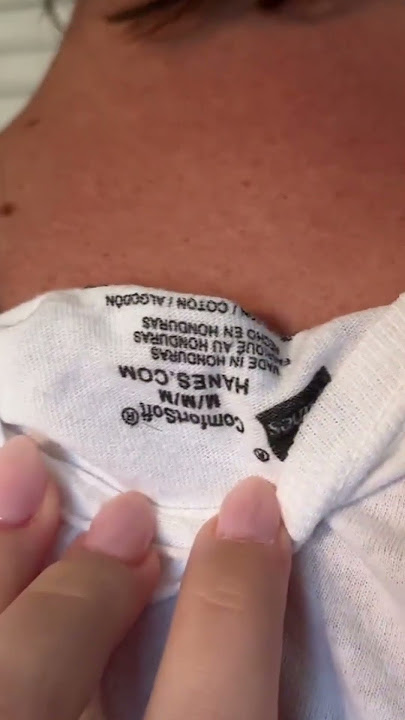 ComfortSoft®
M/M/M
HANES.COM
MADE IN HONDURAS
AU HONDURAS
EN HONDURAS
COTON / ALGODÓN